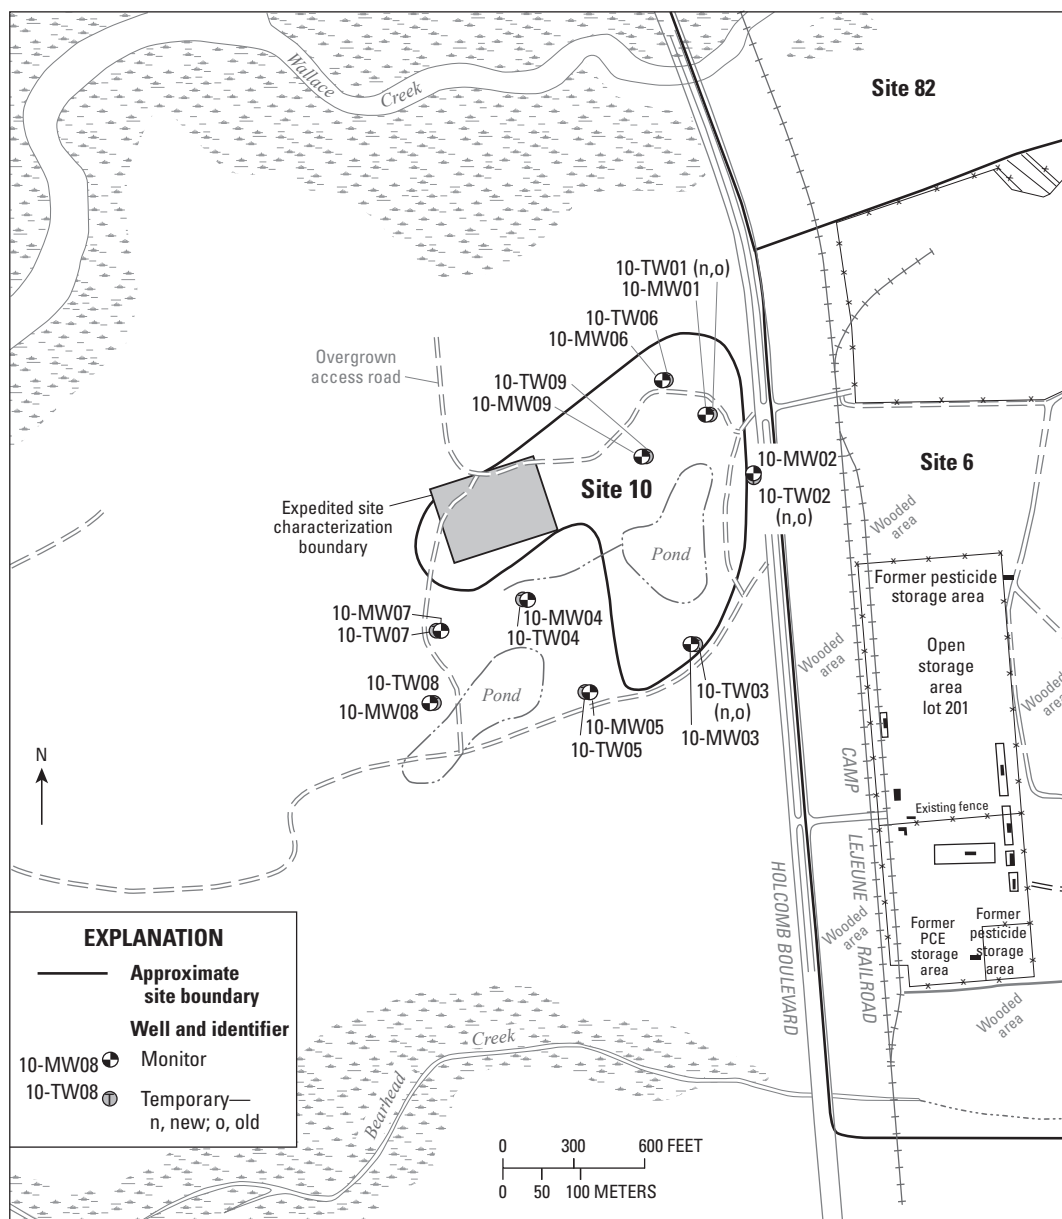 Wallace
Creek
Site 82
10-TW01 (n,o)
10-MW01
10-TW06
10-MW06
Overgrown
access road
10-TW09
10-MW09
10-MW02
10-TW02
(n,o)
Site 6
Site 10
Expedited site
characterization
boundary
Pond
Wooded
area
Former pesticide
storage area
10-MW07
10-TW07
10-MW04
10-TW04
Wooded
area
Open
storage
area
lot 201
Wooded
area
10-TW08
10-MW08
Pond
10-TW03
(n,o)
10-MW03
10-MW05
10-TW05
N
CAMP
LEJEUNE
RAILROAD
Existing fence
HOLCOMB BOULEVARD
Wooded
area
Former
PCE
storage
area
Former
pesticide
storage
area
Wooded
area
EXPLANATION
Approximate
site boundary
Well and identifier
10-MW08
Monitor
10-TW08
Temporary—
n, new; o, old
Bearhead
Creek
0 300 600 FEET
0 50 100 METERS